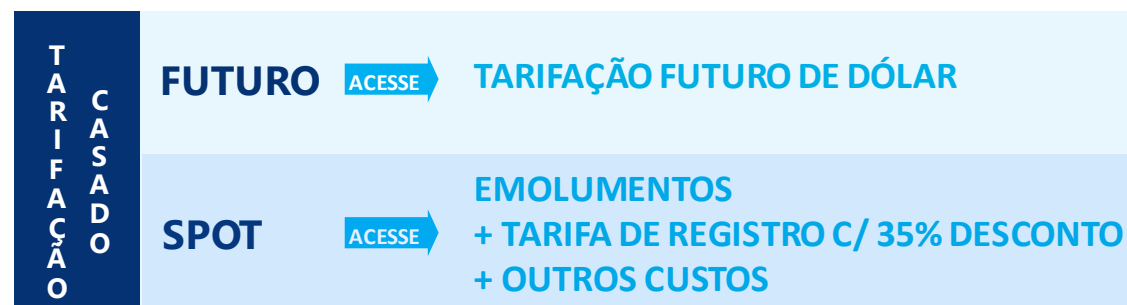 TARIFAÇÃO
CASADO
FUTURO
ACESSE
TARIFAÇÃO FUTURO DE DÓLAR
SPOT
ACESSE
EMOLUMENTOS
+ TARIFA DE REGISTRO C/ 35% DESCONTO
+ OUTROS CUSTOS